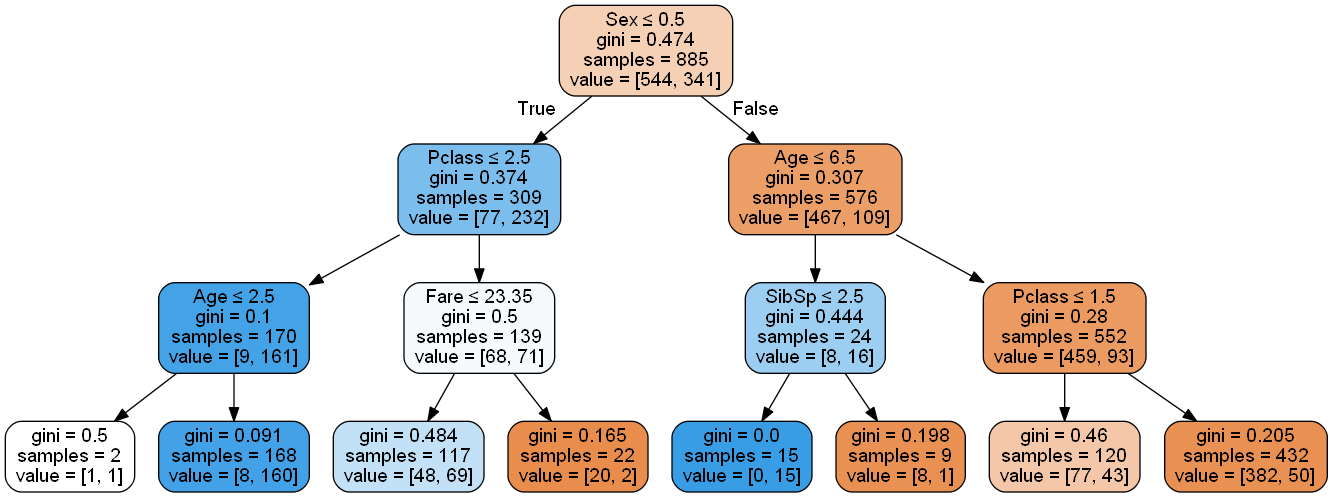 Sex ≤ 0.5
gini = 0.474
samples = 885
value = [544, 341]
True
False
Pclass ≤ 2.5
gini = 0.374
samples = 309
value = [77, 232]
Age ≤ 6.5
gini = 0.307
samples = 576
value = [467, 109]
Age ≤ 2.5
gini = 0.1
samples = 170
value = [9, 161]
Fare ≤ 23.35
gini = 0.5
samples = 139
value = [68, 71]
SibSp ≤ 2.5
gini = 0.444
samples = 24
value = [8, 16]
Pclass ≤ 1.5
gini = 0.28
samples = 552
value = [459, 93]
gini = 0.5
samples = 2
value = [1, 1]
gini = 0.091
samples = 168
value = [8, 160]
gini = 0.484
samples = 117
value = [48, 69]
gini = 0.165
samples = 22
value = [20, 2]
gini = 0.0
samples = 15
value = [0, 15]
gini = 0.198
samples = 9
value = [8, 1]
gini = 0.46
samples = 120
value = [77, 43]
gini = 0.205
samples = 432
value = [382, 50]